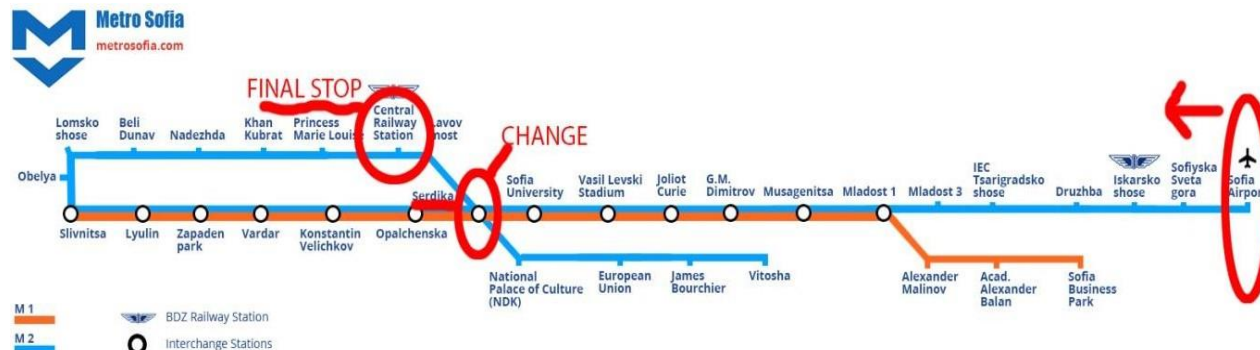 Metro Sofia
metrosofia.com
FINAL STOP
CHANGE
Lomsko
shose
Beli
Dunav
Nadezhda
Khan
Kubrat
Princess
Marie Louise
Central
Railway
Station
Lavov
most
Obelya
Serdika
Sofia
University
Vasil Levski
Stadium
Joliot
Curie
G.M.
Dimitrov
Musagenitsa
Mladost 1
Mladost 3
IEC
Tsarigradsko
shose
Druzhba
Iskarsko
shose
Sofiyska
Sveta
gora
Sofia
Airport
Slivnitsa
Lyulin
Zapaden
park
Vardar
Konstantin
Velichkov
Opalchenska
National
Palace of Culture
(NDK)
European
Union
James
Bourchier
Vitosha
Alexander
Malinov
Acad.
Alexander
Balan
Sofia
Business
Park
M 1
BDZ Railway Station
M 2
Interchange Stations